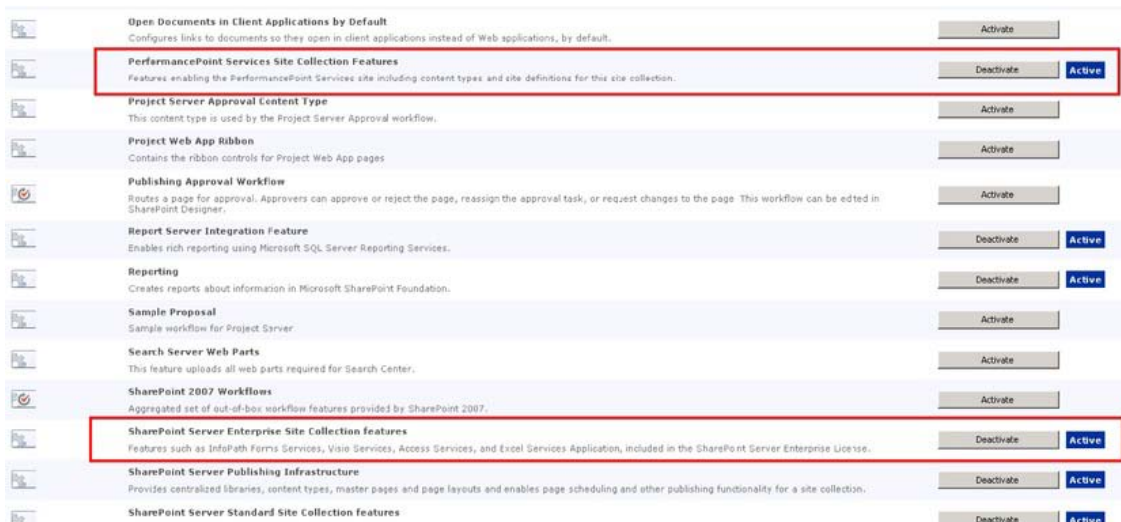 Open Documents in Client Applications by Default
Activate
Configures links to documents so they open in client applications instead of Web applications, by default.
PerformancePoint Services Site Collection Features
Deactivate Active
Features enabling the PerformancePoint Services site including content types and site definitions for this site collection.
Project Server Approval Content Type
Activate
This content type is used by the Project Server Approval workflow.
Project Web App Ribbon
Activate
Contains the ribbon controls for Project Web App pages
Publishing Approval Workflow
Activate
Routes a page for approval. Approvers can approve or reject the page, reassign the approval task, or request changes to the page. This workflow can be edited in
SharePoint Designer.
Report Server Integration Feature
Deactivate Active
Enables rich reporting using Microsoft SQL Server Reporting Services.
Reporting
Deactivate Active
Creates reports about information in Microsoft SharePoint Foundation.
Sample Proposal
Activate
Sample workflow for Project Server
Search Server Web Parts
Activate
This feature uploads all web parts required for Search Center.
SharePoint 2007 Workflows
Activate
Aggregated set of out-of-box workflow features provided by SharePoint 2007.
SharePoint Server Enterprise Site Collection features
Deactivate Active
Features such as InfoPath Forms Services, Visio Services, Access Services, and Excel Services Application, included in the SharePoint Server Enterprise License.
SharePoint Server Publishing Infrastructure
Deactivate Active
Provides centralized libraries, content types, master pages and page layouts and enables page scheduling and other publishing functionality for a site collection.
SharePoint Server Standard Site Collection features
Deactivate Active